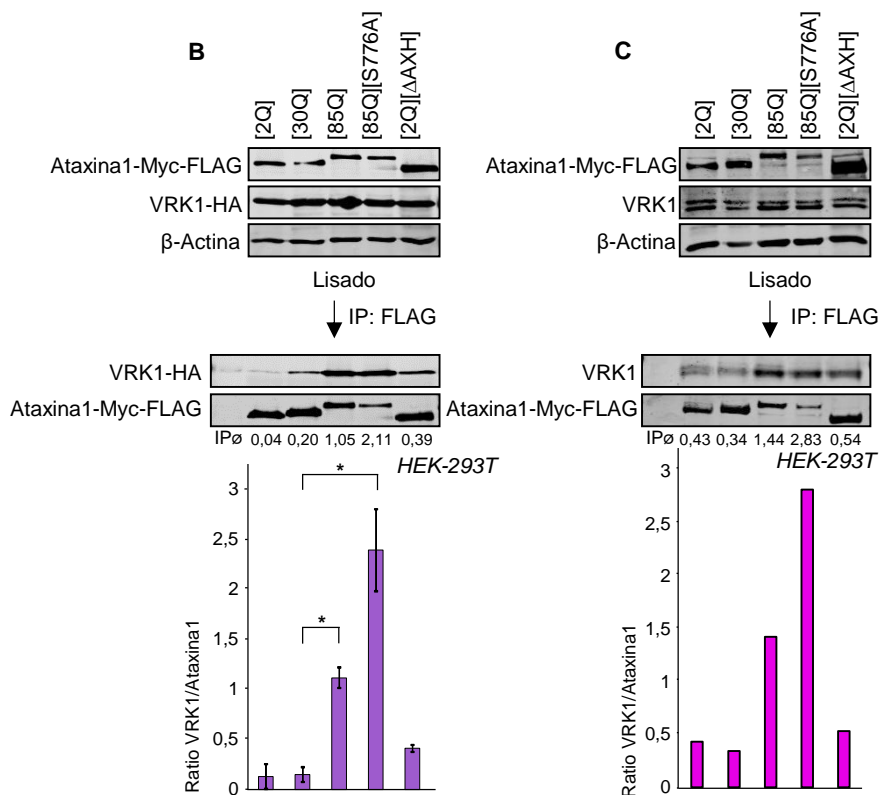 B
[2Q]
[30Q]
[85Q]
[85Q][S776A]
[2Q][ΔAXH]
Ataxina1-Myc-FLAG
VRK1-HA
β-Actina
Lisado
IP: FLAG
VRK1-HA
Ataxina1-Myc-FLAG
IPø 0,04 0,20 1,05 2,11 0,39
HEK-293T
Ratio VRK1/Ataxina1
3
2,5
2
1,5
1
0,5
0
*
*
C
[2Q]
[30Q]
[85Q]
[85Q][S776A]
[2Q][ΔAXH]
Ataxina1-Myc-FLAG
VRK1
β-Actina
Lisado
IP: FLAG
VRK1
Ataxina1-Myc-FLAG
IPø 0,43 0,34 1,44 2,83 0,54
HEK-293T
Ratio VRK1/Ataxina1
3
2,5
2
1,5
1
0,5
0